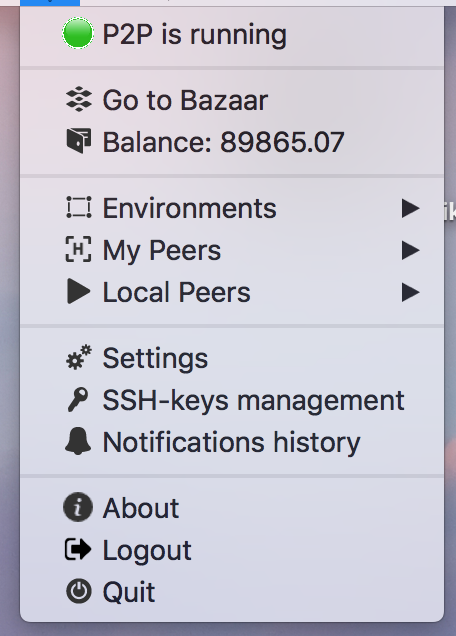 P2P is running
Go to Bazaar
Balance: 89865.07
Environments
My Peers
Local Peers
Settings
SSH-keys management
Notifications history
About
Logout
Quit